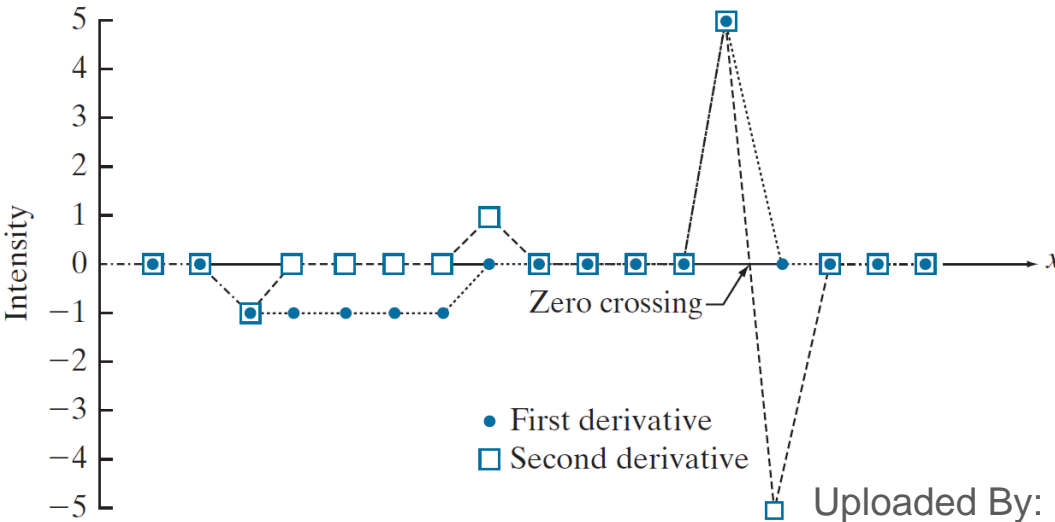 5
4
3
2
1
0
−1
−2
−3
−4
−5
Intensity
x
Zero crossing
First derivative
Second derivative
Uploaded By: